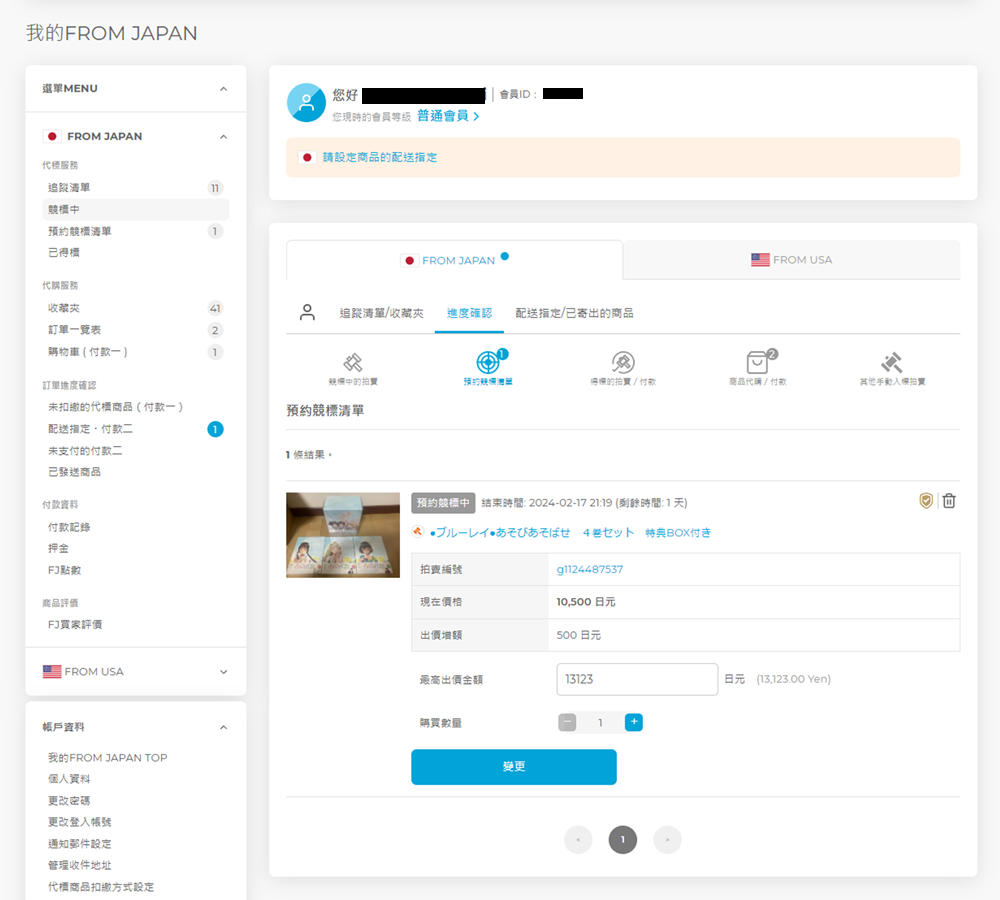 我的FROM JAPAN
選單MENU
FROM JAPAN
代標服務
追蹤清單 11
競標中
預約競標清單 1
已得標
代購服務
收藏夾 41
訂單一覽表 2
購物車 ( 付款一 ) 1
訂單進度確認
未扣繳的代標商品 ( 付款一 )
配送指定・付款二 1
未支付的付款二
已發送商品
付款資料
付款記錄
押金
FJ點數
商品評價
FJ買家評價
FROM USA
帳戶資料
我的FROM JAPAN TOP
個人資料
更改密碼
更改登入帳號
通知郵件設定
管理收件地址
代標商品扣繳方式設定
您好 | 會員ID :
您現時的會員等級 普通會員
請設定商品的配送指定
FROM JAPAN
FROM USA
追蹤清單/收藏夾 進度確認 配送指定/已寄出的商品
1 2
競標中的拍賣 預約競標清單 得標的拍賣 / 付款 商品代購 / 付款 其他手動入標拍賣
預約競標清單
1 條結果。
預約競標中 結束時間: 2024-02-17 21:19 (剩餘時間: 1 天)
●ブルーレイ●あそびあそばせ ４巻セット 特典BOX付き
拍賣編號 g1124487537
現在價格 10,500 日元
出價增額 500 日元
最高出價金額 13123 日元 (13,123.00 Yen)
購買數量 − 1 +
變更
1